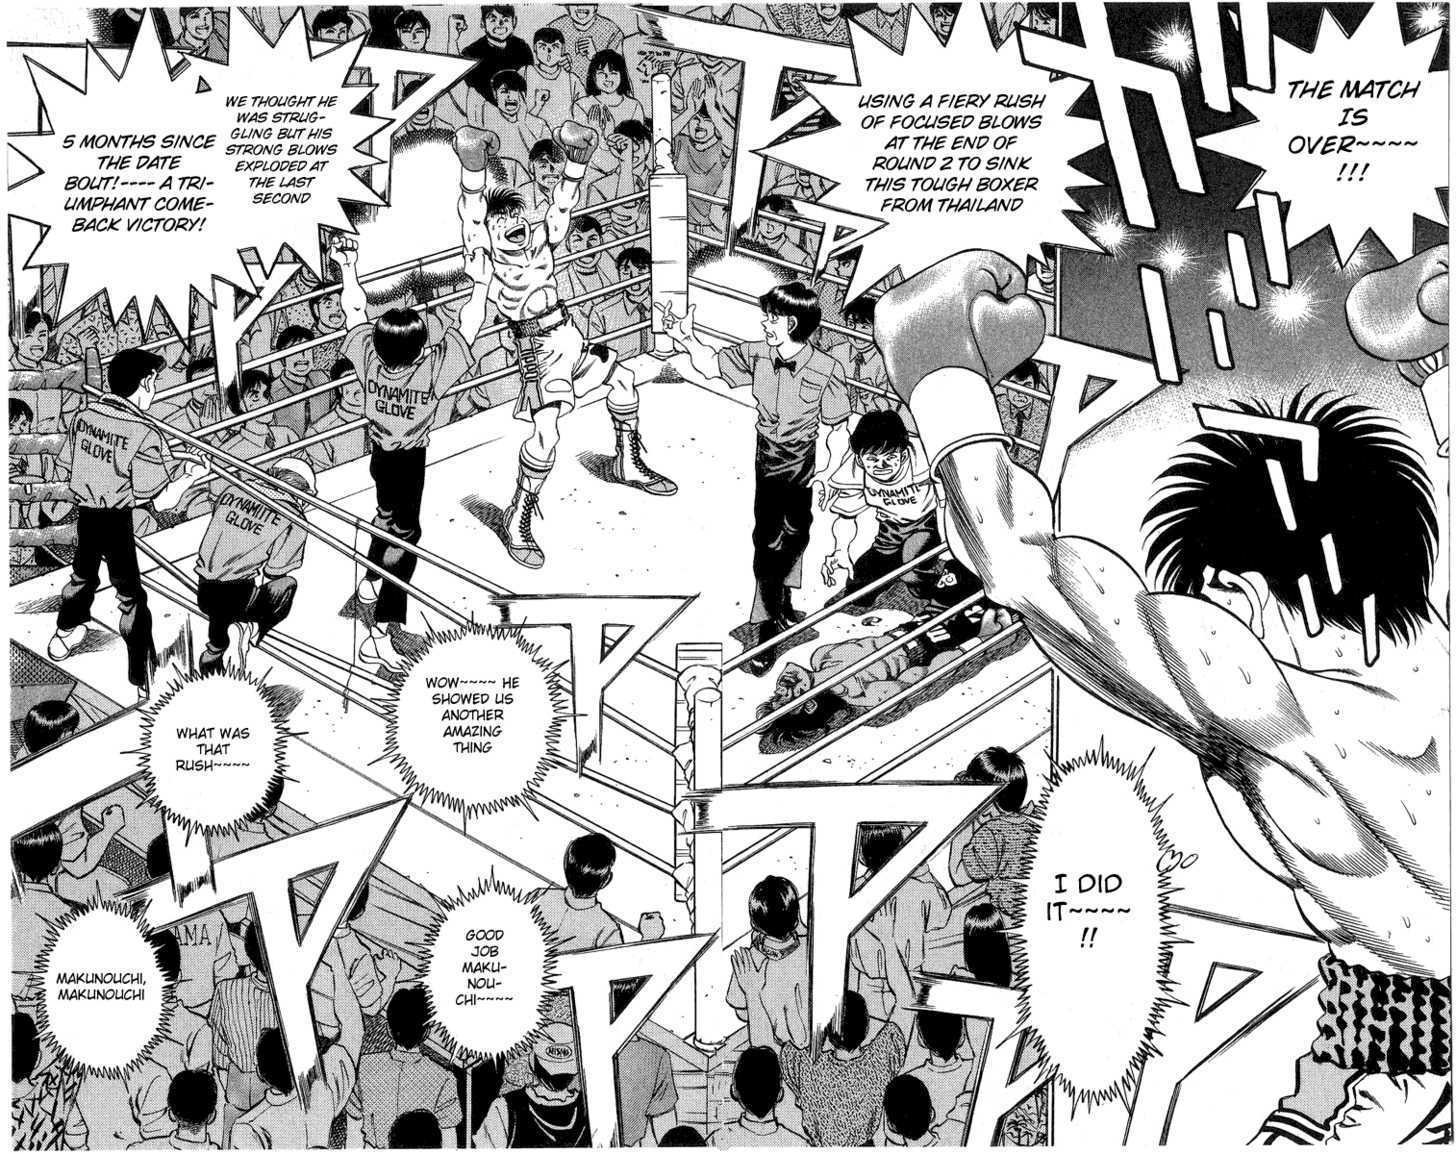 THE MATCH
IS
OVER~~~~
!!!
USING A FIERY RUSH
OF FOCUSED BLOWS
AT THE END OF
ROUND 2 TO SINK
THIS TOUGH BOXER
FROM THAILAND
WE THOUGHT HE
WAS STRUG-
GLING BUT HIS
STRONG BLOWS
EXPLODED AT
THE LAST
SECOND
5 MONTHS SINCE
THE DATE
BOUT!---- A TRI-
UMPHANT COME-
BACK VICTORY!
DYNAMITE
GLOVE
DYNAMITE
GLOVE
DYNAMITE
GLOVE
DYNAMITE
GLOVE
I DID
IT~~~~
!!
WOW~~~~ HE
SHOWED US
ANOTHER
AMAZING
THING
WHAT WAS
THAT
RUSH~~~~
GOOD
JOB
MAKU-
NOU-
CHI~~~~
MAKUNOUCHI,
MAKUNOUCHI
AMA